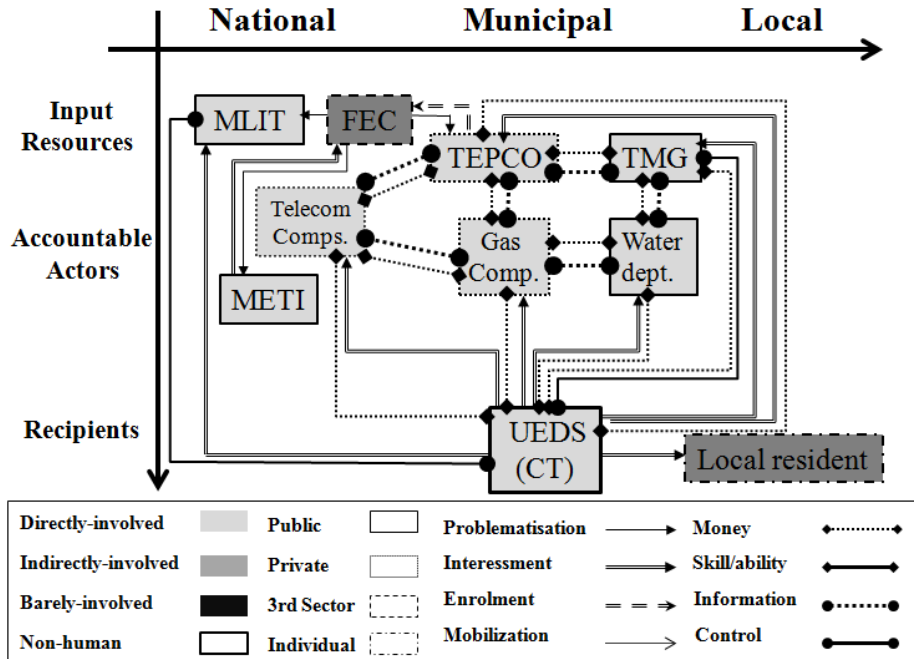 National Municipal Local
Input
Resources
MLIT
FEC
TEPCO
TMG
Accountable
Actors
Telecom
Comps.
Gas
Comp.
Water
dept.
METI
Recipients
UEDS
(CT)
Local resident
Directly-involved Public Problematisation Money
Indirectly-involved Private Interessment Skill/ability
Barely-involved 3rd Sector Enrolment Information
Non-human Individual Mobilization Control